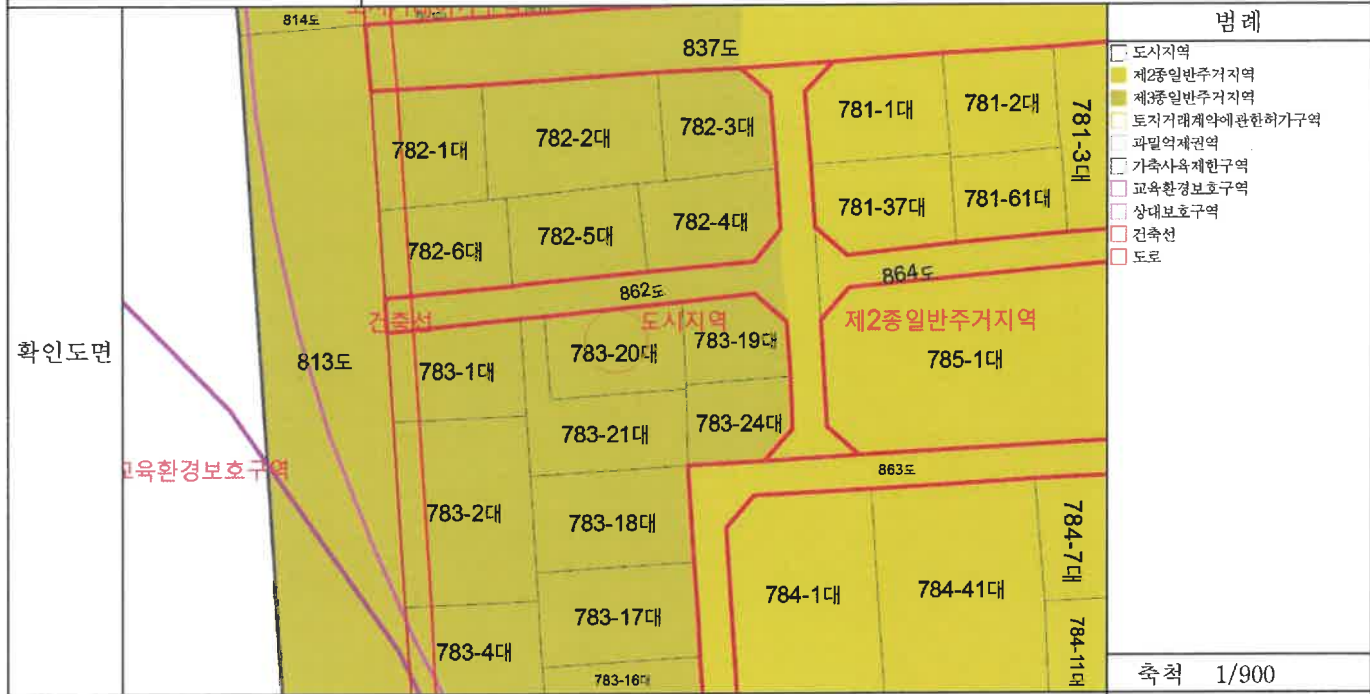 814도
837도
범례
도시지역
제2종일반주거지역
제3종일반주거지역
토지거래계약에관한허가구역
과밀억제권역
가축사육제한구역
교육환경보호구역
상대보호구역
건축선
도로
782-1대
782-2대
782-3대
781-1대
781-2대
781-3대
782-6대
782-5대
782-4대
781-37대
781-61대
862도
864도
건축선
도시지역
제2종일반주거지역
확인도면
813도
783-1대
783-20대
783-19대
785-1대
783-21대
783-24대
교육환경보호구역
863도
783-2대
783-18대
784-7대
784-1대
784-41대
783-17대
783-4대
784-11대
783-16대
축척 1/900